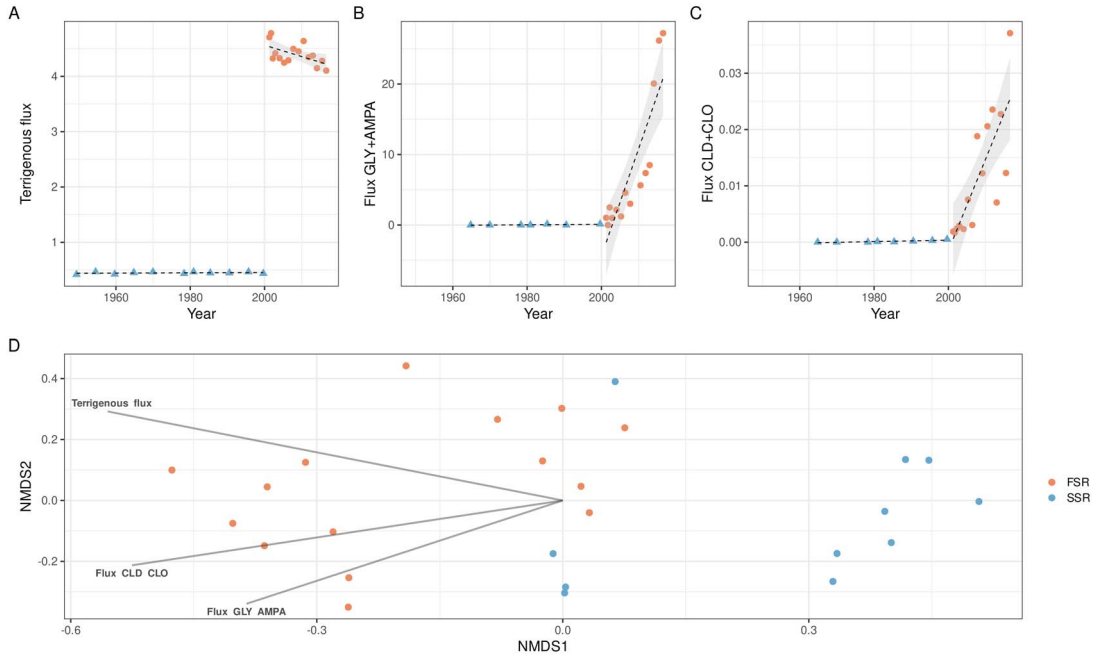 A
B
C
Terrigenous flux
4
3
2
1
1960
1980
2000
Year
Flux GLY+AMPA
20
10
0
1960
1980
2000
Year
Flux CLD+CLO
0.03
0.02
0.01
0.00
1960
1980
2000
Year
D
NMDS2
0.4
0.2
0.0
-0.2
Terrigenous flux
Flux CLD CLO
Flux GLY AMPA
-0.6
-0.3
0.0
0.3
NMDS1
FSR
SSR